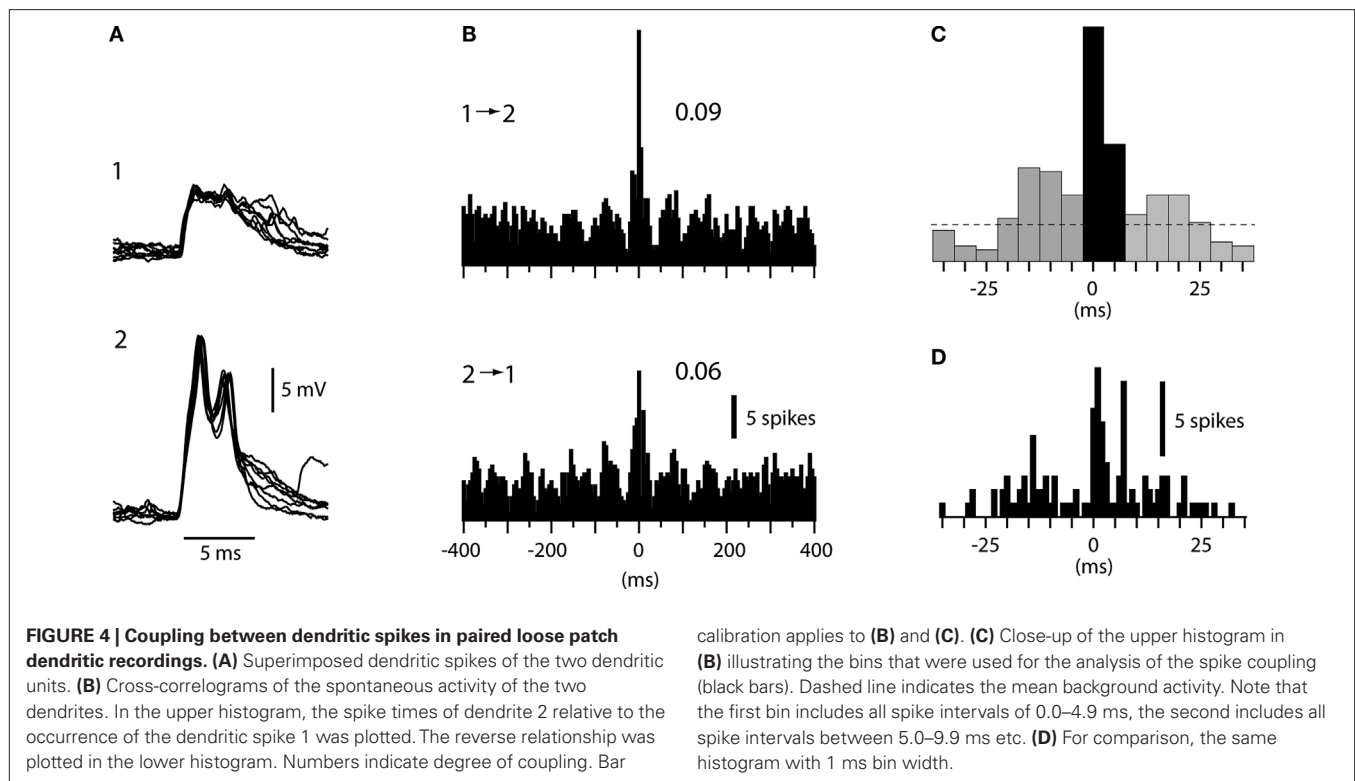 A
B
C
1→2
0.09
1
-25
0
25
(ms)
2
5 mV
5 ms
2→1
0.06
5 spikes
-400
-200
0
200
400
(ms)
D
5 spikes
-25
0
25
(ms)
FIGURE 4 | Coupling between dendritic spikes in paired loose patch
dendritic recordings. (A) Superimposed dendritic spikes of the two dendritic
units. (B) Cross-correlograms of the spontaneous activity of the two
dendrites. In the upper histogram, the spike times of dendrite 2 relative to the
occurrence of the dendritic spike 1 was plotted. The reverse relationship was
plotted in the lower histogram. Numbers indicate degree of coupling. Bar
calibration applies to (B) and (C). (C) Close-up of the upper histogram in
(B) illustrating the bins that were used for the analysis of the spike coupling
(black bars). Dashed line indicates the mean background activity. Note that
the first bin includes all spike intervals of 0.0–4.9 ms, the second includes all
spike intervals between 5.0–9.9 ms etc. (D) For comparison, the same
histogram with 1 ms bin width.